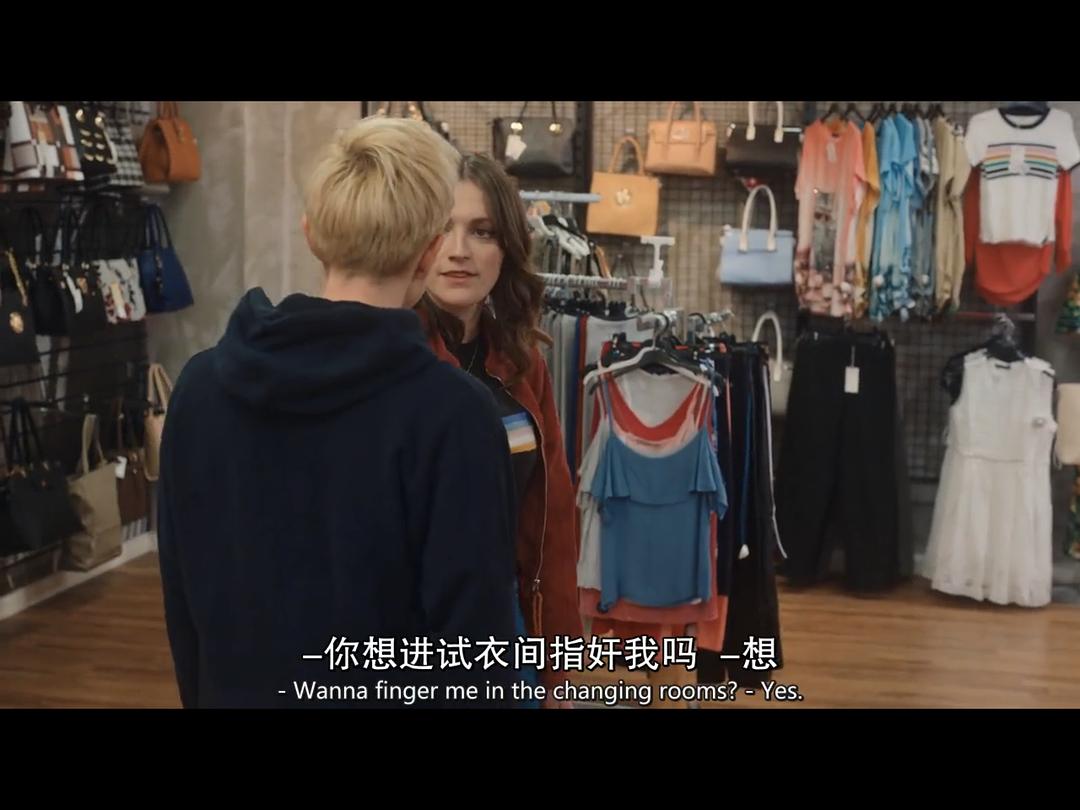 –你想进试衣间指奸我吗 –想
- Wanna finger me in the changing rooms? - Yes.